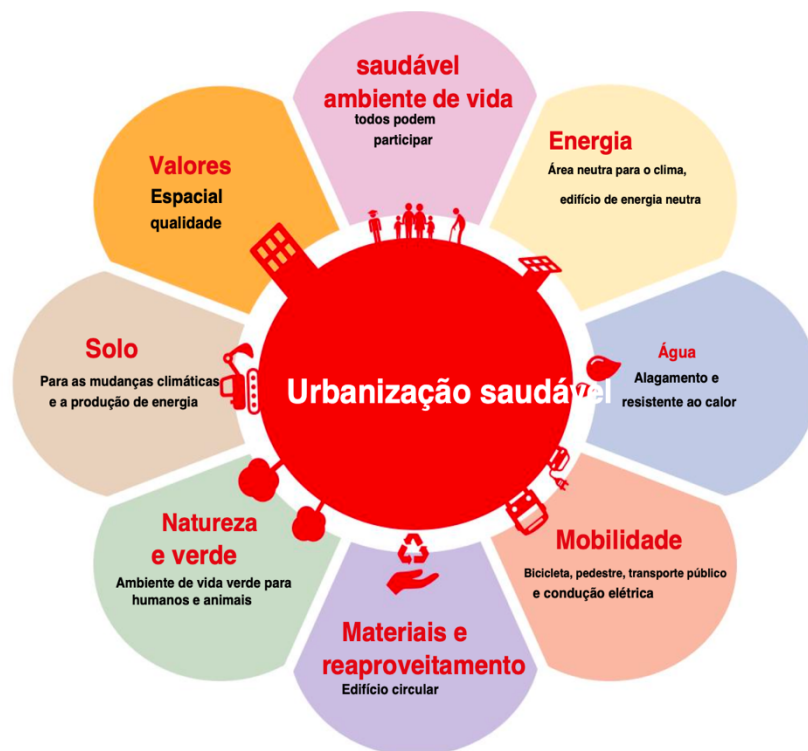 saudável
ambiente de vida
todos podem
participar
Energia
Área neutra para o clima,
edifício de energia neutra
Água
Alagamento e
resistente ao calor
Mobilidade
Bicicleta, pedestre, transporte público
e condução elétrica
Materiais e
reaproveitamento
Edifício circular
Natureza
e verde
Ambiente de vida verde para
humanos e animais
Solo
Para as mudanças climáticas
e a produção de energia
Valores
Espacial
qualidade
Urbanização saudável